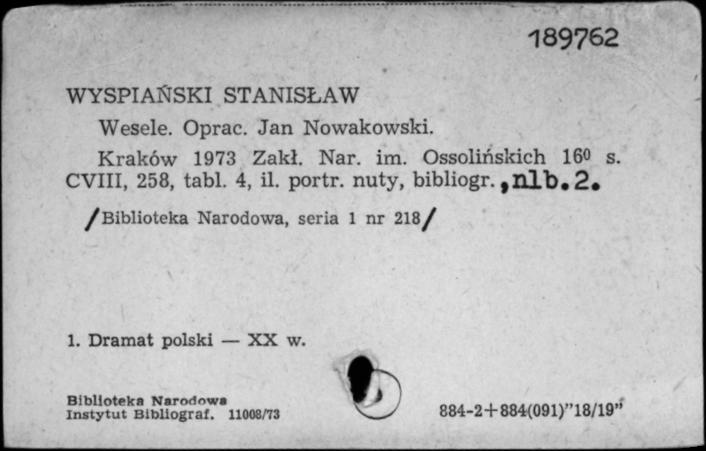 189762
WYSPIAŃSKI STANISŁAW
Wesele. Oprac. Jan Nowakowski.
Kraków 1973 Zakł. Nar. im. Ossolińskich 16⁰ s.
CVIII, 258, tabl. 4, il. portr. nuty, bibliogr. ,nlb.2.
/Biblioteka Narodowa, seria 1 nr 218/
1. Dramat polski — XX w.
Biblioteka Narodowa
Instytut Bibliograf. 11008/73
884-2+884(091)"18/19"